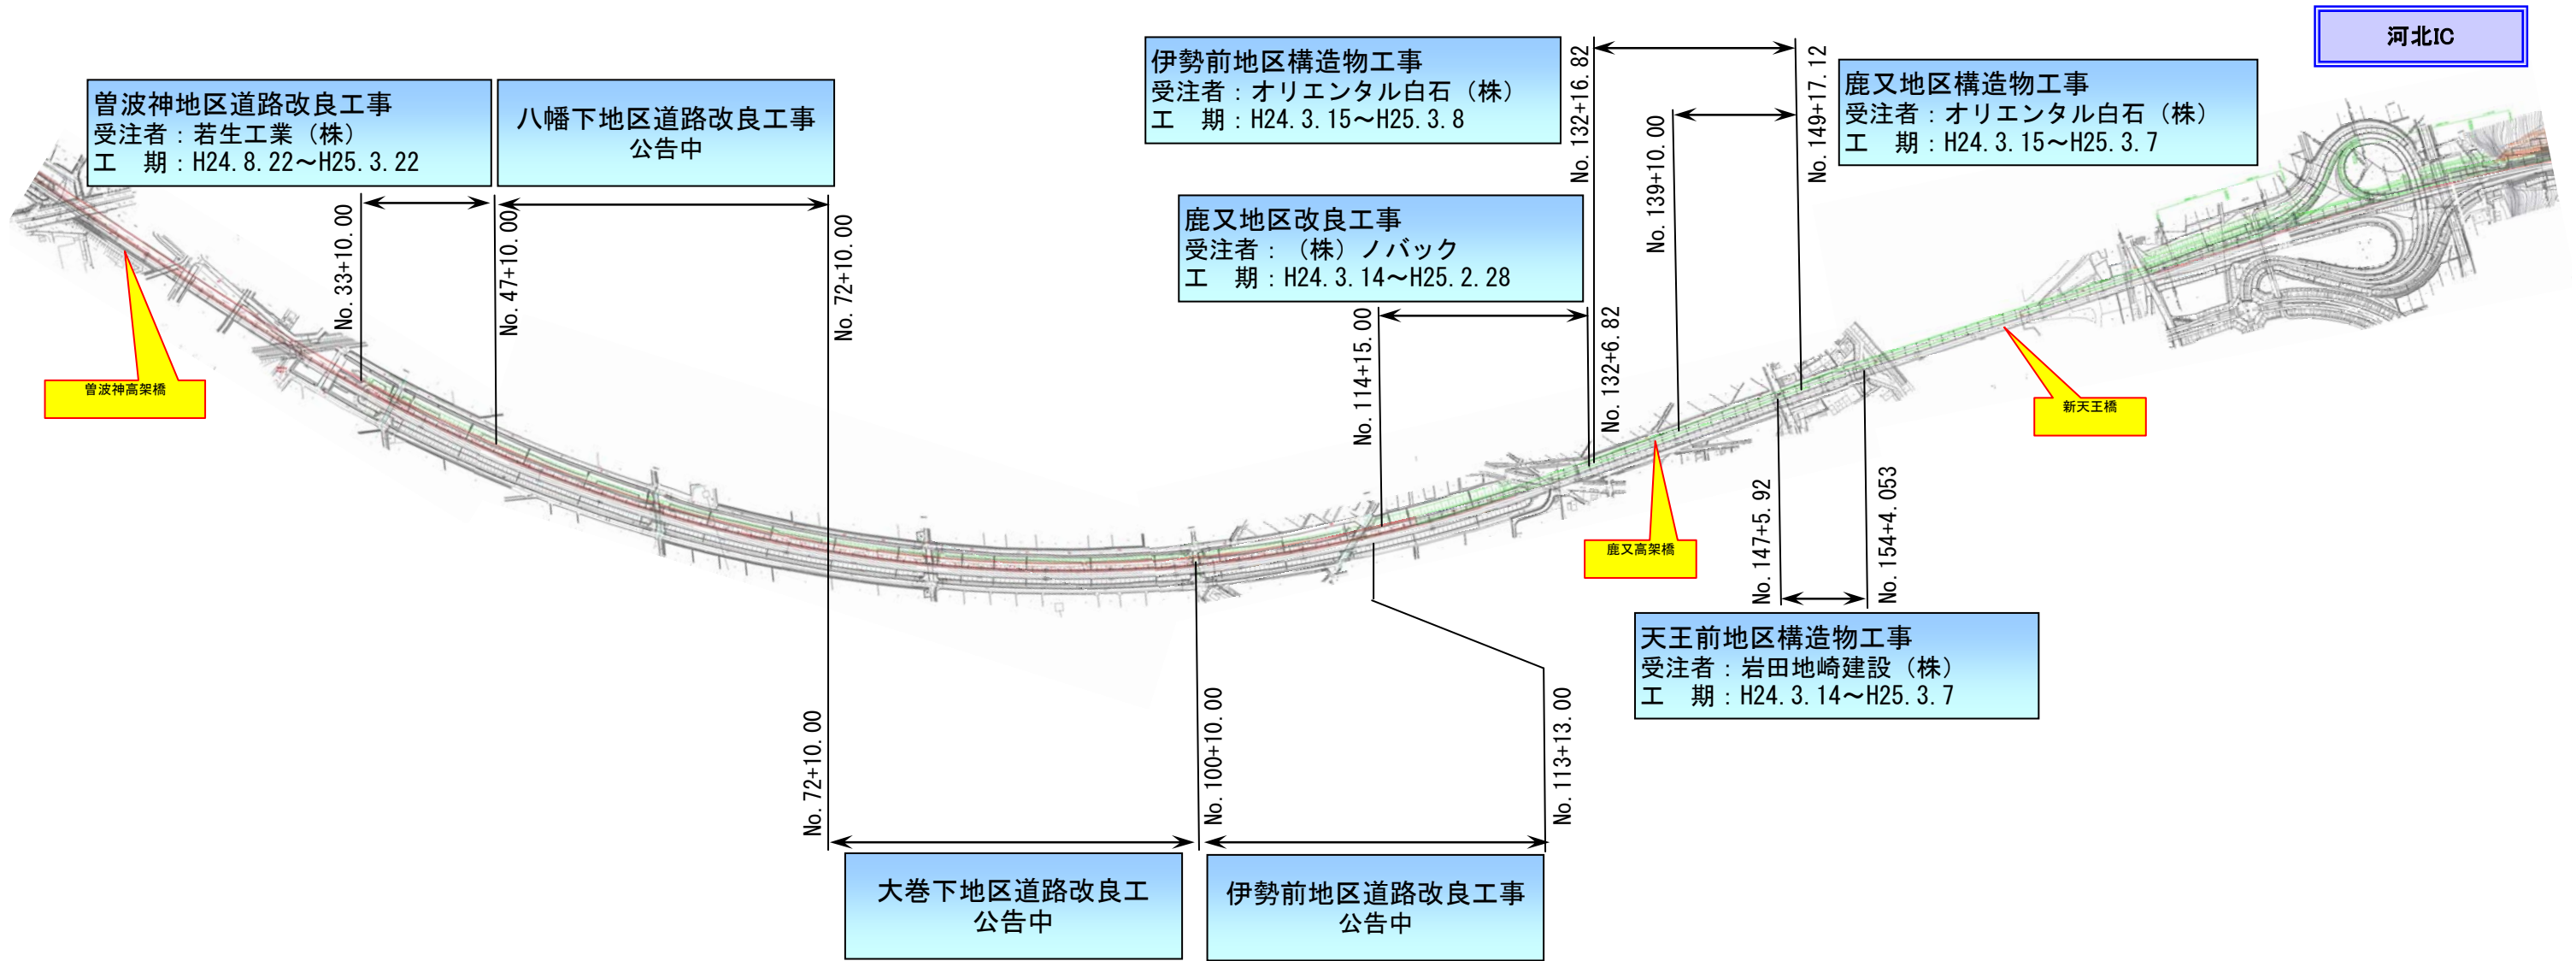 河北IC
曽波神地区道路改良工事
受注者：若生工業（株）
工　期：H24.8.22～H25.3.22
八幡下地区道路改良工事
公告中
伊勢前地区構造物工事
受注者：オリエンタル白石（株）
工　期：H24.3.15～H25.3.8
鹿又地区構造物工事
受注者：オリエンタル白石（株）
工　期：H24.3.15～H25.3.7
鹿又地区改良工事
受注者：（株）ノバック
工　期：H24.3.14～H25.2.28
No.33+10.00
No.47+10.00
No.72+10.00
No.114+15.00
No.132+16.82
No.132+6.82
No.139+10.00
No.149+17.12
曽波神高架橋
新天王橋
鹿又高架橋
No.147+5.92
No.154+4.053
天王前地区構造物工事
受注者：岩田地崎建設（株）
工　期：H24.3.14～H25.3.7
No.72+10.00
No.100+10.00
No.113+13.00
大巻下地区道路改良工
公告中
伊勢前地区道路改良工事
公告中